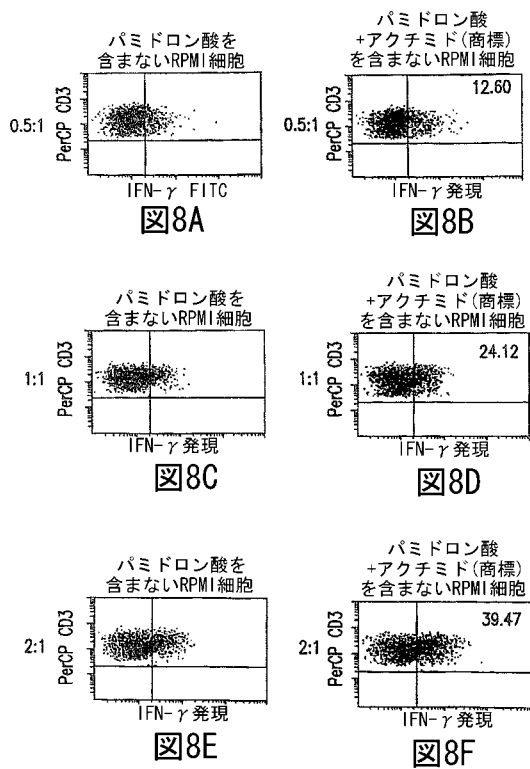 パミドロン酸を
含まないRPMI細胞
0.5:1
PerCP CD3
IFN-γ FITC
図8A
パミドロン酸
+アクチミド(商標)
を含まないRPMI細胞
12.60
0.5:1
PerCP CD3
IFN-γ発現
図8B
パミドロン酸を
含まないRPMI細胞
1:1
PerCP CD3
IFN-γ発現
図8C
パミドロン酸
+アクチミド(商標)
を含まないRPMI細胞
24.12
1:1
PerCP CD3
IFN-γ発現
図8D
パミドロン酸を
含まないRPMI細胞
2:1
PerCP CD3
IFN-γ発現
図8E
パミドロン酸
+アクチミド(商標)
を含まないRPMI細胞
39.47
2:1
PerCP CD3
IFN-γ発現
図8F